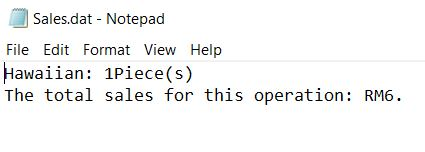 Sales.dat - Notepad
File Edit Format View Help
Hawaiian: 1Piece(s)
The total sales for this operation: RM6.